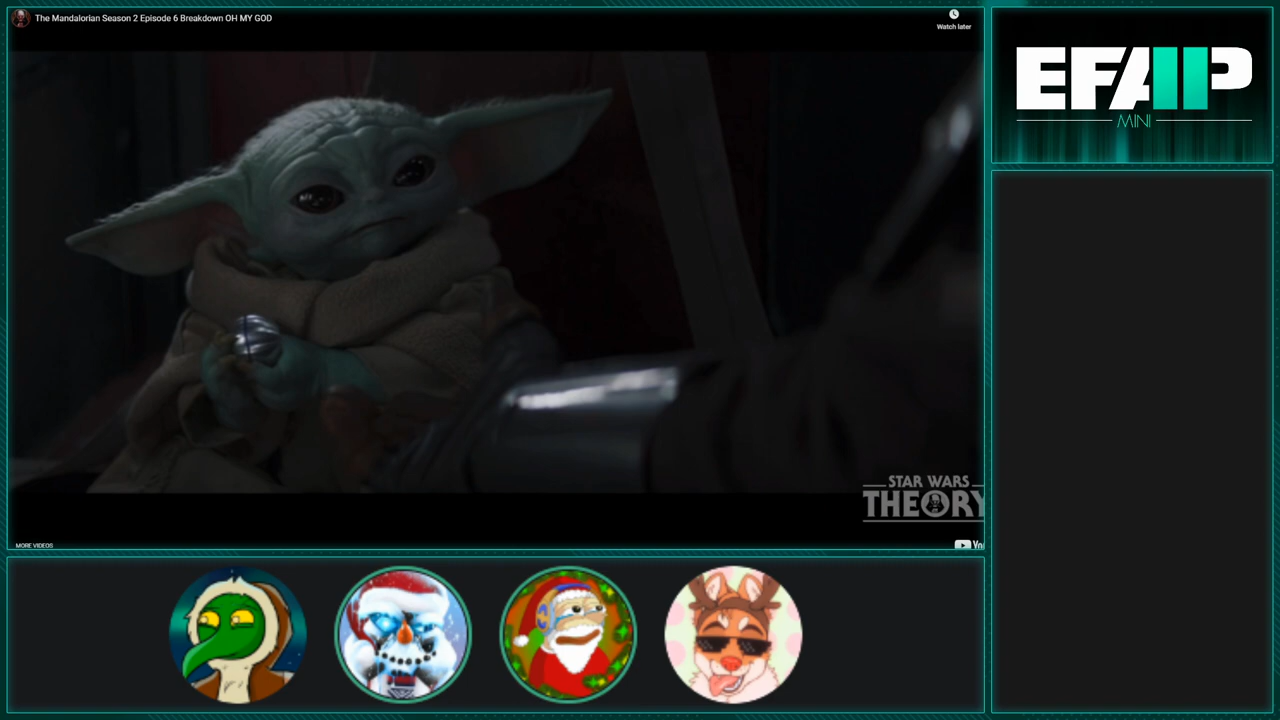 The Mandalorian Season 2 Episode 6 Breakdown OH MY GOD
Watch later
EFAP
MINI
STAR WARS
THEORY
MORE VIDEOS